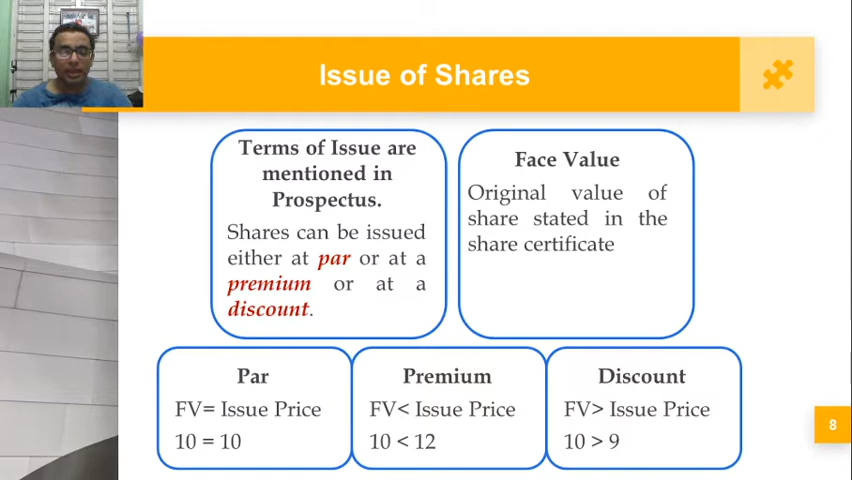 Issue of Shares
Terms of Issue are
mentioned in
Prospectus.
Shares can be issued
either at par or at a
premium or at a
discount.
Face Value
Original value of
share stated in the
share certificate
Par
FV= Issue Price
10 = 10
Premium
FV< Issue Price
10 < 12
Discount
FV> Issue Price
10 > 9
8